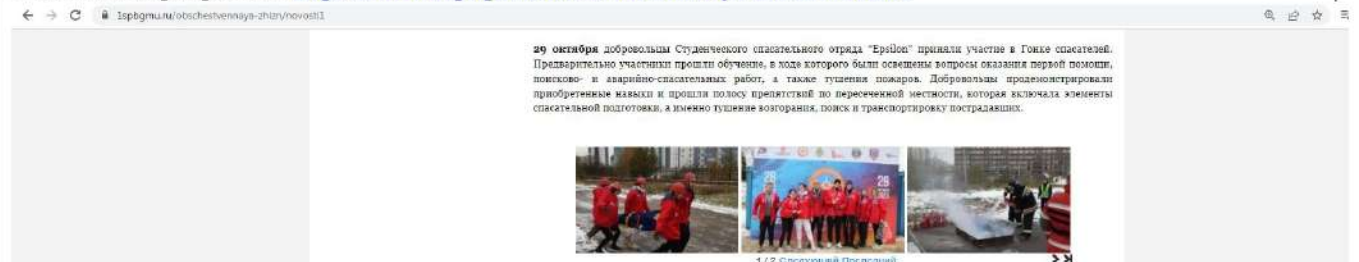 1spbgmu.ru/obschestvennaya-zhizn/novosti1
29 октября добровольцы Студенческого спасательного отряда "Epsilon" приняли участие в Гонке спасателей.
Предварительно участники прошли обучение, в ходе которого были освещены вопросы оказания первой помощи,
поисково- и аварийно-спасательных работ, а также тушения пожаров. Добровольцы продемонстрировали
приобретенные навыки и прошли полосу препятствий по пересеченной местности, которая включала элементы
спасательной подготовки, а именно тушение возгорания, поиск и транспортировку пострадавших.
29
29
1 / 2 Следующий Последний